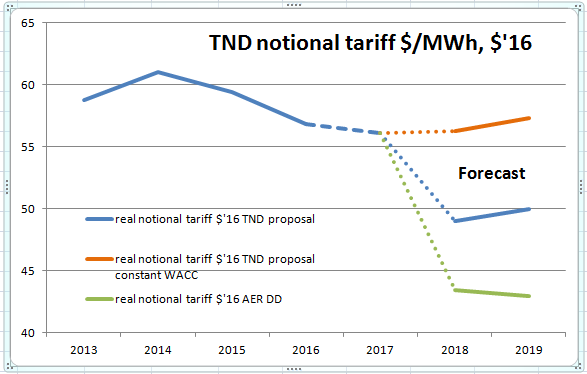 TND notional tariff $/MWh, $'16
65
60
55
50
45
40
Forecast
real notional tariff $'16 TND proposal
real notional tariff $'16 TND proposal
constant WACC
real notional tariff $'16 AER DD
2013 2014 2015 2016 2017 2018 2019